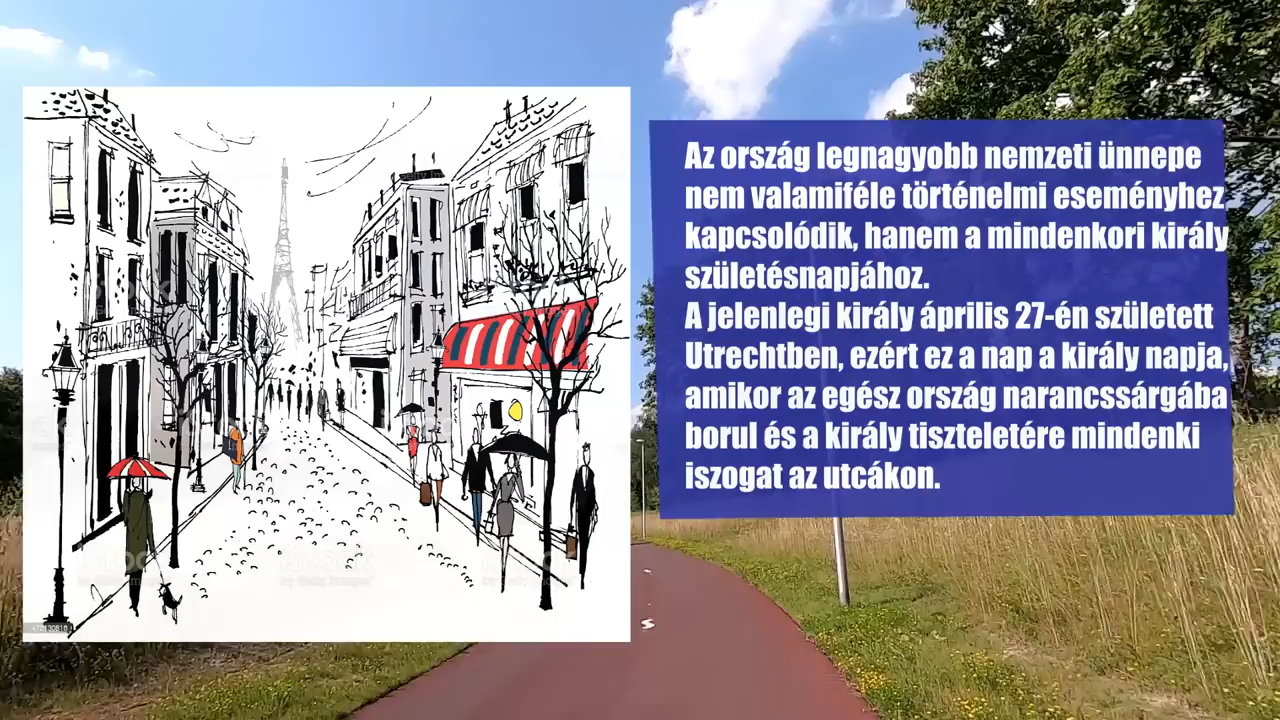 Az ország legnagyobb nemzeti ünnepe
nem valamiféle történelmi eseményhez
kapcsolódik, hanem a mindenkori király
születésnapjához.
A jelenlegi király április 27-én született
Utrechtben, ezért ez a nap a király napja,
amikor az egész ország narancssárgába
borul és a király tiszteletére mindenki
iszogat az utcákon.